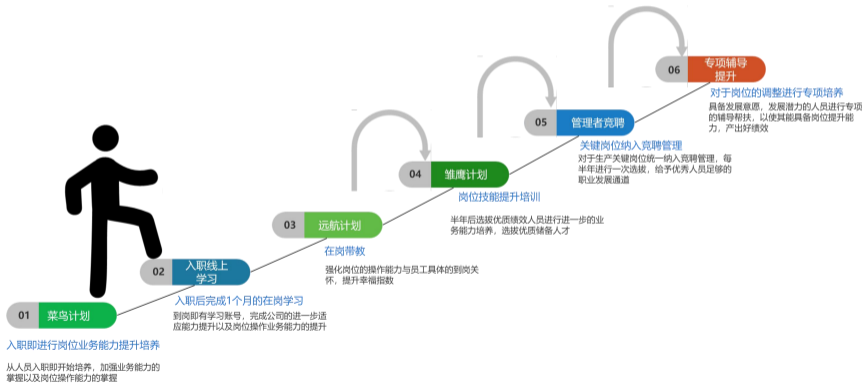 06
专项辅导
提升
对于岗位的调整进行专项培养
具备发展意愿，发展潜力的人员进行专项
的辅导帮扶，以使其能具备岗位提升能
力，产出好绩效
05
管理者竞聘
关键岗位纳入竞聘管理
对于生产关键岗位统一纳入竞聘管理，每
半年进行一次选拔，给予优秀人员足够的
职业发展通道
04
雏鹰计划
岗位技能提升培训
半年后选拔优质绩效人员进行进一步的业
务能力培养，选拔优质储备人才
03
远航计划
在岗带教
强化岗位的操作能力与员工具体的到岗关
怀，提升幸福指数
02
入职线上
学习
入职后完成1个月的在岗学习
到岗即有学习账号，完成公司的进一步适
应能力提升以及岗位操作业务能力的提升
01
菜鸟计划
入职即进行岗位业务能力提升培养
从人员入职即开始培养，加强业务能力的
掌握以及岗位操作能力的掌握